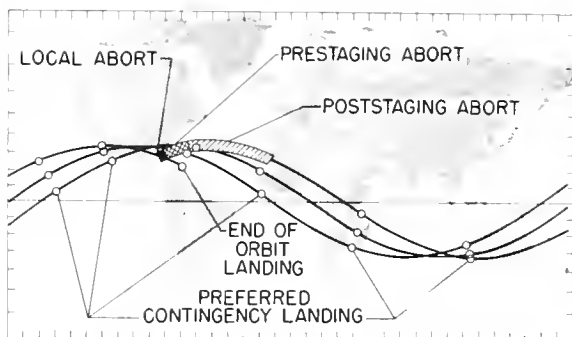 LOCAL ABORT
PRESTAGING ABORT
POSTSTAGING ABORT
END OF
ORBIT
LANDING
PREFERRED
CONTINGENCY LANDING